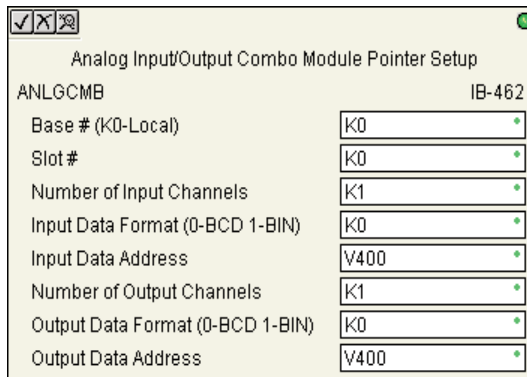 Analog Input/Output Combo Module Pointer Setup
ANLGCMB IB-462
Base # (K0-Local) K0
Slot # K0
Number of Input Channels K1
Input Data Format (0-BCD 1-BIN) K0
Input Data Address V400
Number of Output Channels K1
Output Data Format (0-BCD 1-BIN) K0
Output Data Address V400